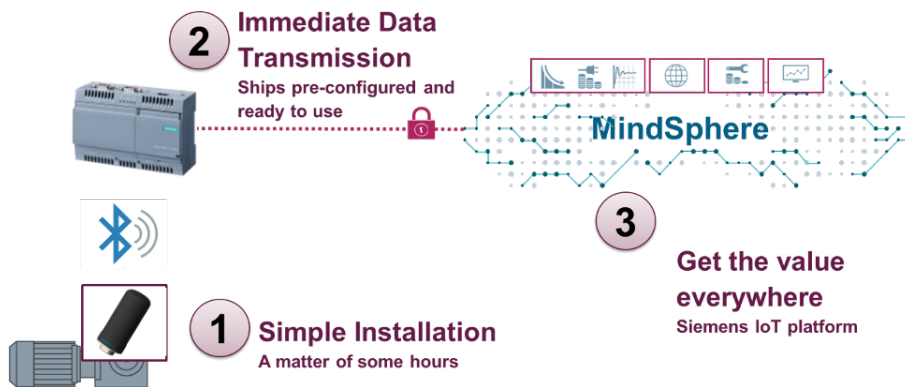 2
Immediate Data
Transmission
Ships pre-configured and
ready to use
MindSphere
3
Get the value
everywhere
Siemens IoT platform
1
Simple Installation
A matter of some hours